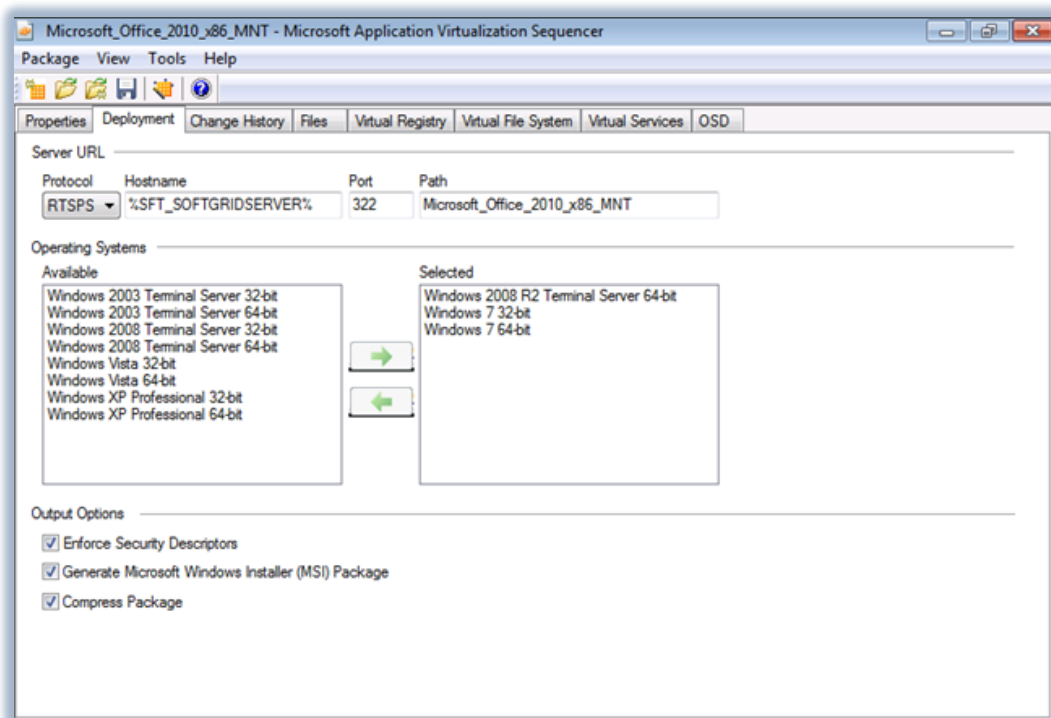 Microsoft_Office_2010_x86_MNT - Microsoft Application Virtualization Sequencer
Package View Tools Help
Properties Deployment Change History Files Virtual Registry Virtual File System Virtual Services OSD
Server URL
Protocol Hostname Port Path
RTSPS %SFT_SOFTGRIDSERVER% 322 Microsoft_Office_2010_x86_MNT
Operating Systems
Available Selected
Windows 2003 Terminal Server 32-bit Windows 2008 R2 Terminal Server 64-bit
Windows 2003 Terminal Server 64-bit Windows 7 32-bit
Windows 2008 Terminal Server 32-bit Windows 7 64-bit
Windows 2008 Terminal Server 64-bit
Windows Vista 32-bit
Windows Vista 64-bit
Windows XP Professional 32-bit
Windows XP Professional 64-bit
Output Options
Enforce Security Descriptors
Generate Microsoft Windows Installer (MSI) Package
Compress Package